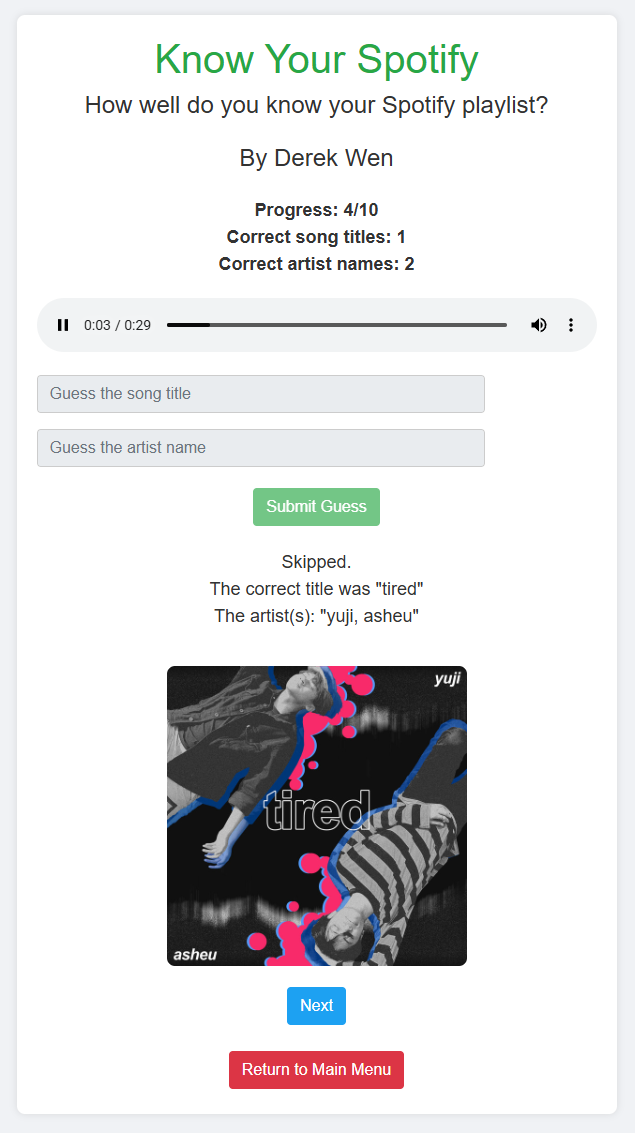 Know Your Spotify
How well do you know your Spotify playlist?
By Derek Wen
Progress: 4/10
Correct song titles: 1
Correct artist names: 2
0:03 / 0:29
Guess the song title
Guess the artist name
Submit Guess
Skipped.
The correct title was "tired"
The artist(s): "yuji, asheu"
yuji
tired
asheu
Next
Return to Main Menu